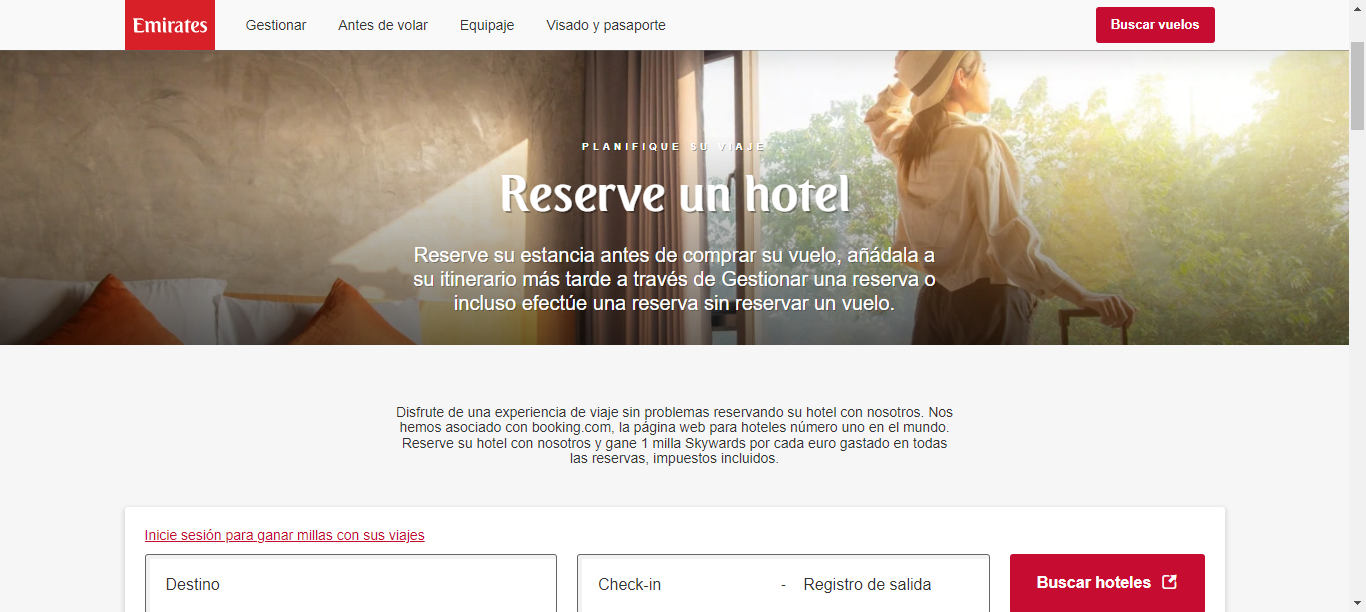 Emirates
Gestionar
Antes de volar
Equipaje
Visado y pasaporte
Buscar vuelos
PLANIFIQUE SU VIAJE
Reserve un hotel
Reserve su estancia antes de comprar su vuelo, añádala a
su itinerario más tarde a través de Gestionar una reserva o
incluso efectúe una reserva sin reservar un vuelo.
Disfrute de una experiencia de viaje sin problemas reservando su hotel con nosotros. Nos
hemos asociado con booking.com, la página web para hoteles número uno en el mundo.
Reserve su hotel con nosotros y gane 1 milla Skywards por cada euro gastado en todas
las reservas, impuestos incluidos.
Inicie sesión para ganar millas con sus viajes
Destino
Check-in - Registro de salida
Buscar hoteles